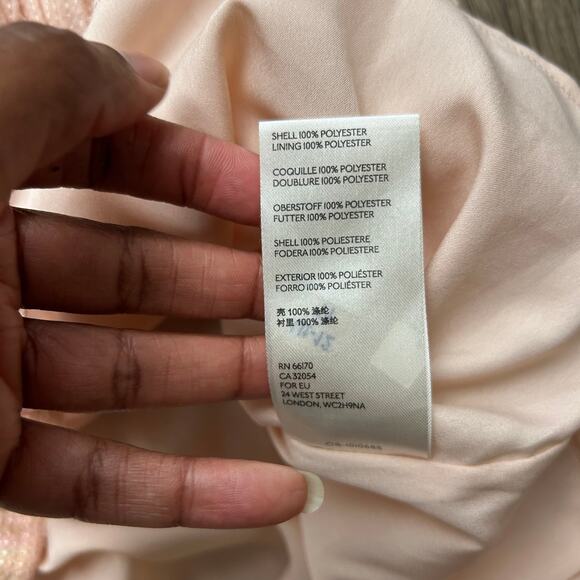 SHELL 100% POLYESTER
LINING 100% POLYESTER
COQUILLE 100% POLYESTER
DOUBLURE 100% POLYESTER
OBERSTOFF 100% POLYESTER
FUTTER 100% POLYESTER
SHELL 100% POLIESTERE
FODERA 100% POLIESTERE
EXTERIOR 100% POLIÉSTER
FORRO 100% POLIÉSTER
壳 100% 涤纶
衬里 100% 涤纶
RN 66170
CA 32054
FOR EU
24 WEST STREET
LONDON, WC2H9NA